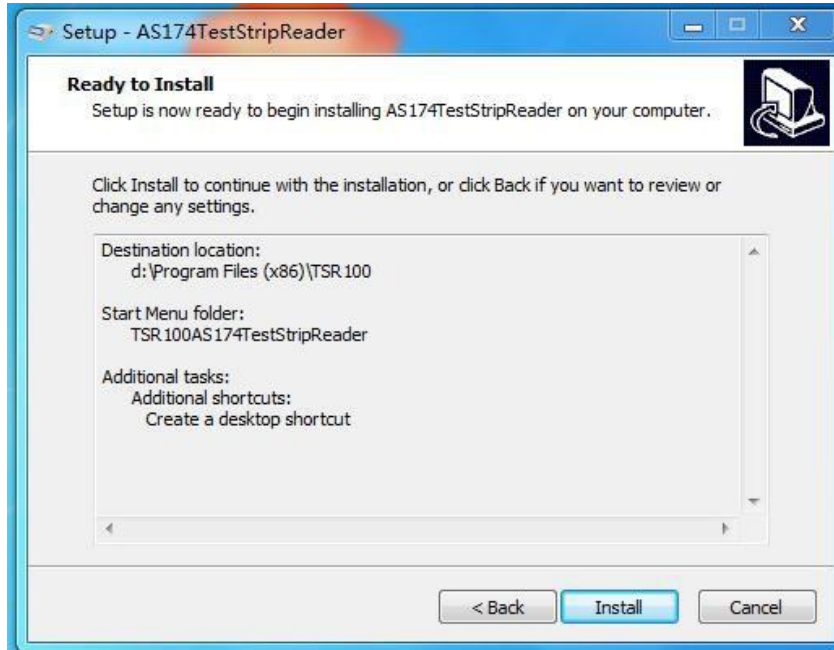 Setup - AS174TestStripReader
Ready to Install
Setup is now ready to begin installing AS174TestStripReader on your computer.
Click Install to continue with the installation, or click Back if you want to review or
change any settings.
Destination location:
d:\Program Files (x86)\TSR100
Start Menu folder:
TSR100AS174TestStripReader
Additional tasks:
Additional shortcuts:
Create a desktop shortcut
< Back Install Cancel